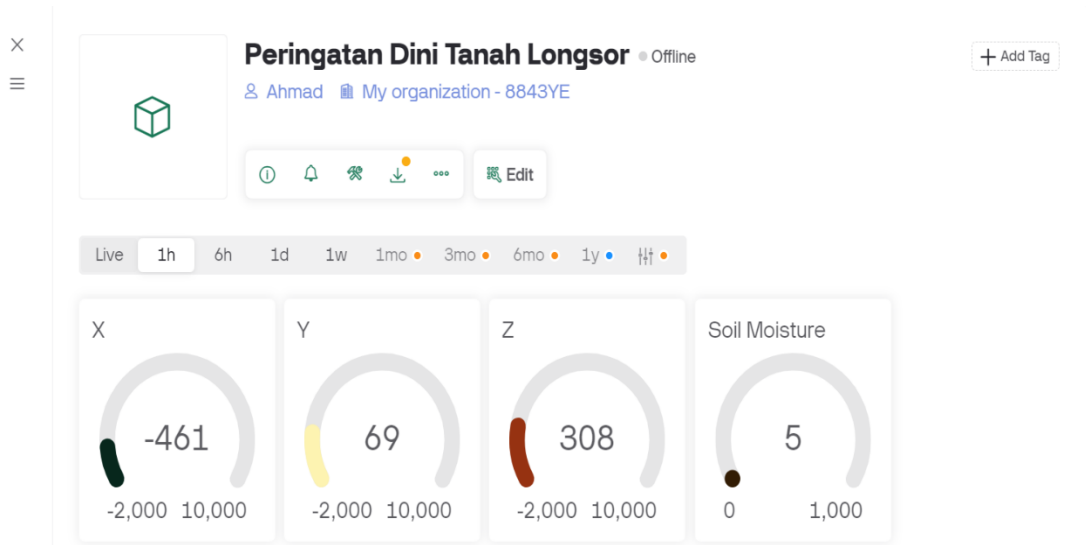 Peringatan Dini Tanah Longsor Offline
Add Tag
Ahmad My organization - 8843YE
Edit
Live 1h 6h 1d 1w 1mo 3mo 6mo 1y
X
-461
-2,000 10,000
Y
69
-2,000 10,000
Z
308
-2,000 10,000
Soil Moisture
5
0 1,000